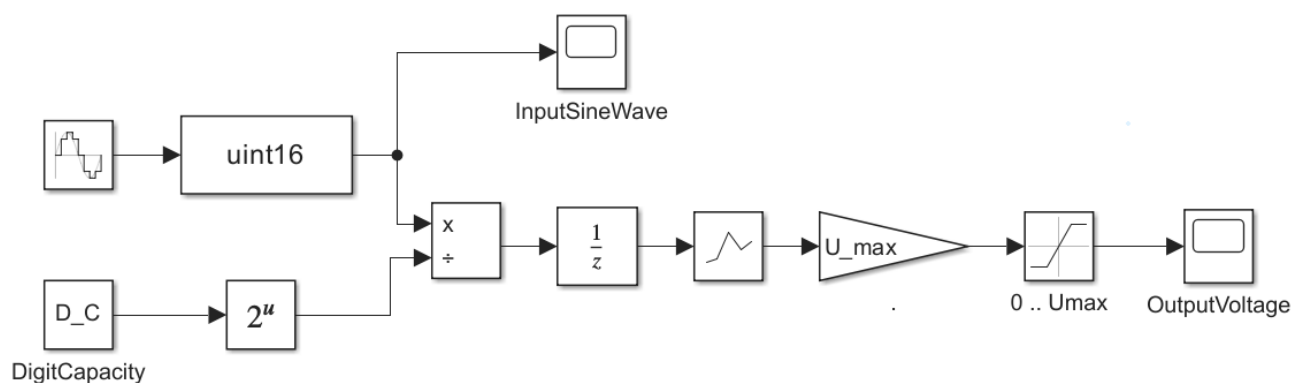 InputSineWave
uint16
x
÷
1
z
U_max
D_C
2^u
DigitCapacity
0 .. Umax
OutputVoltage